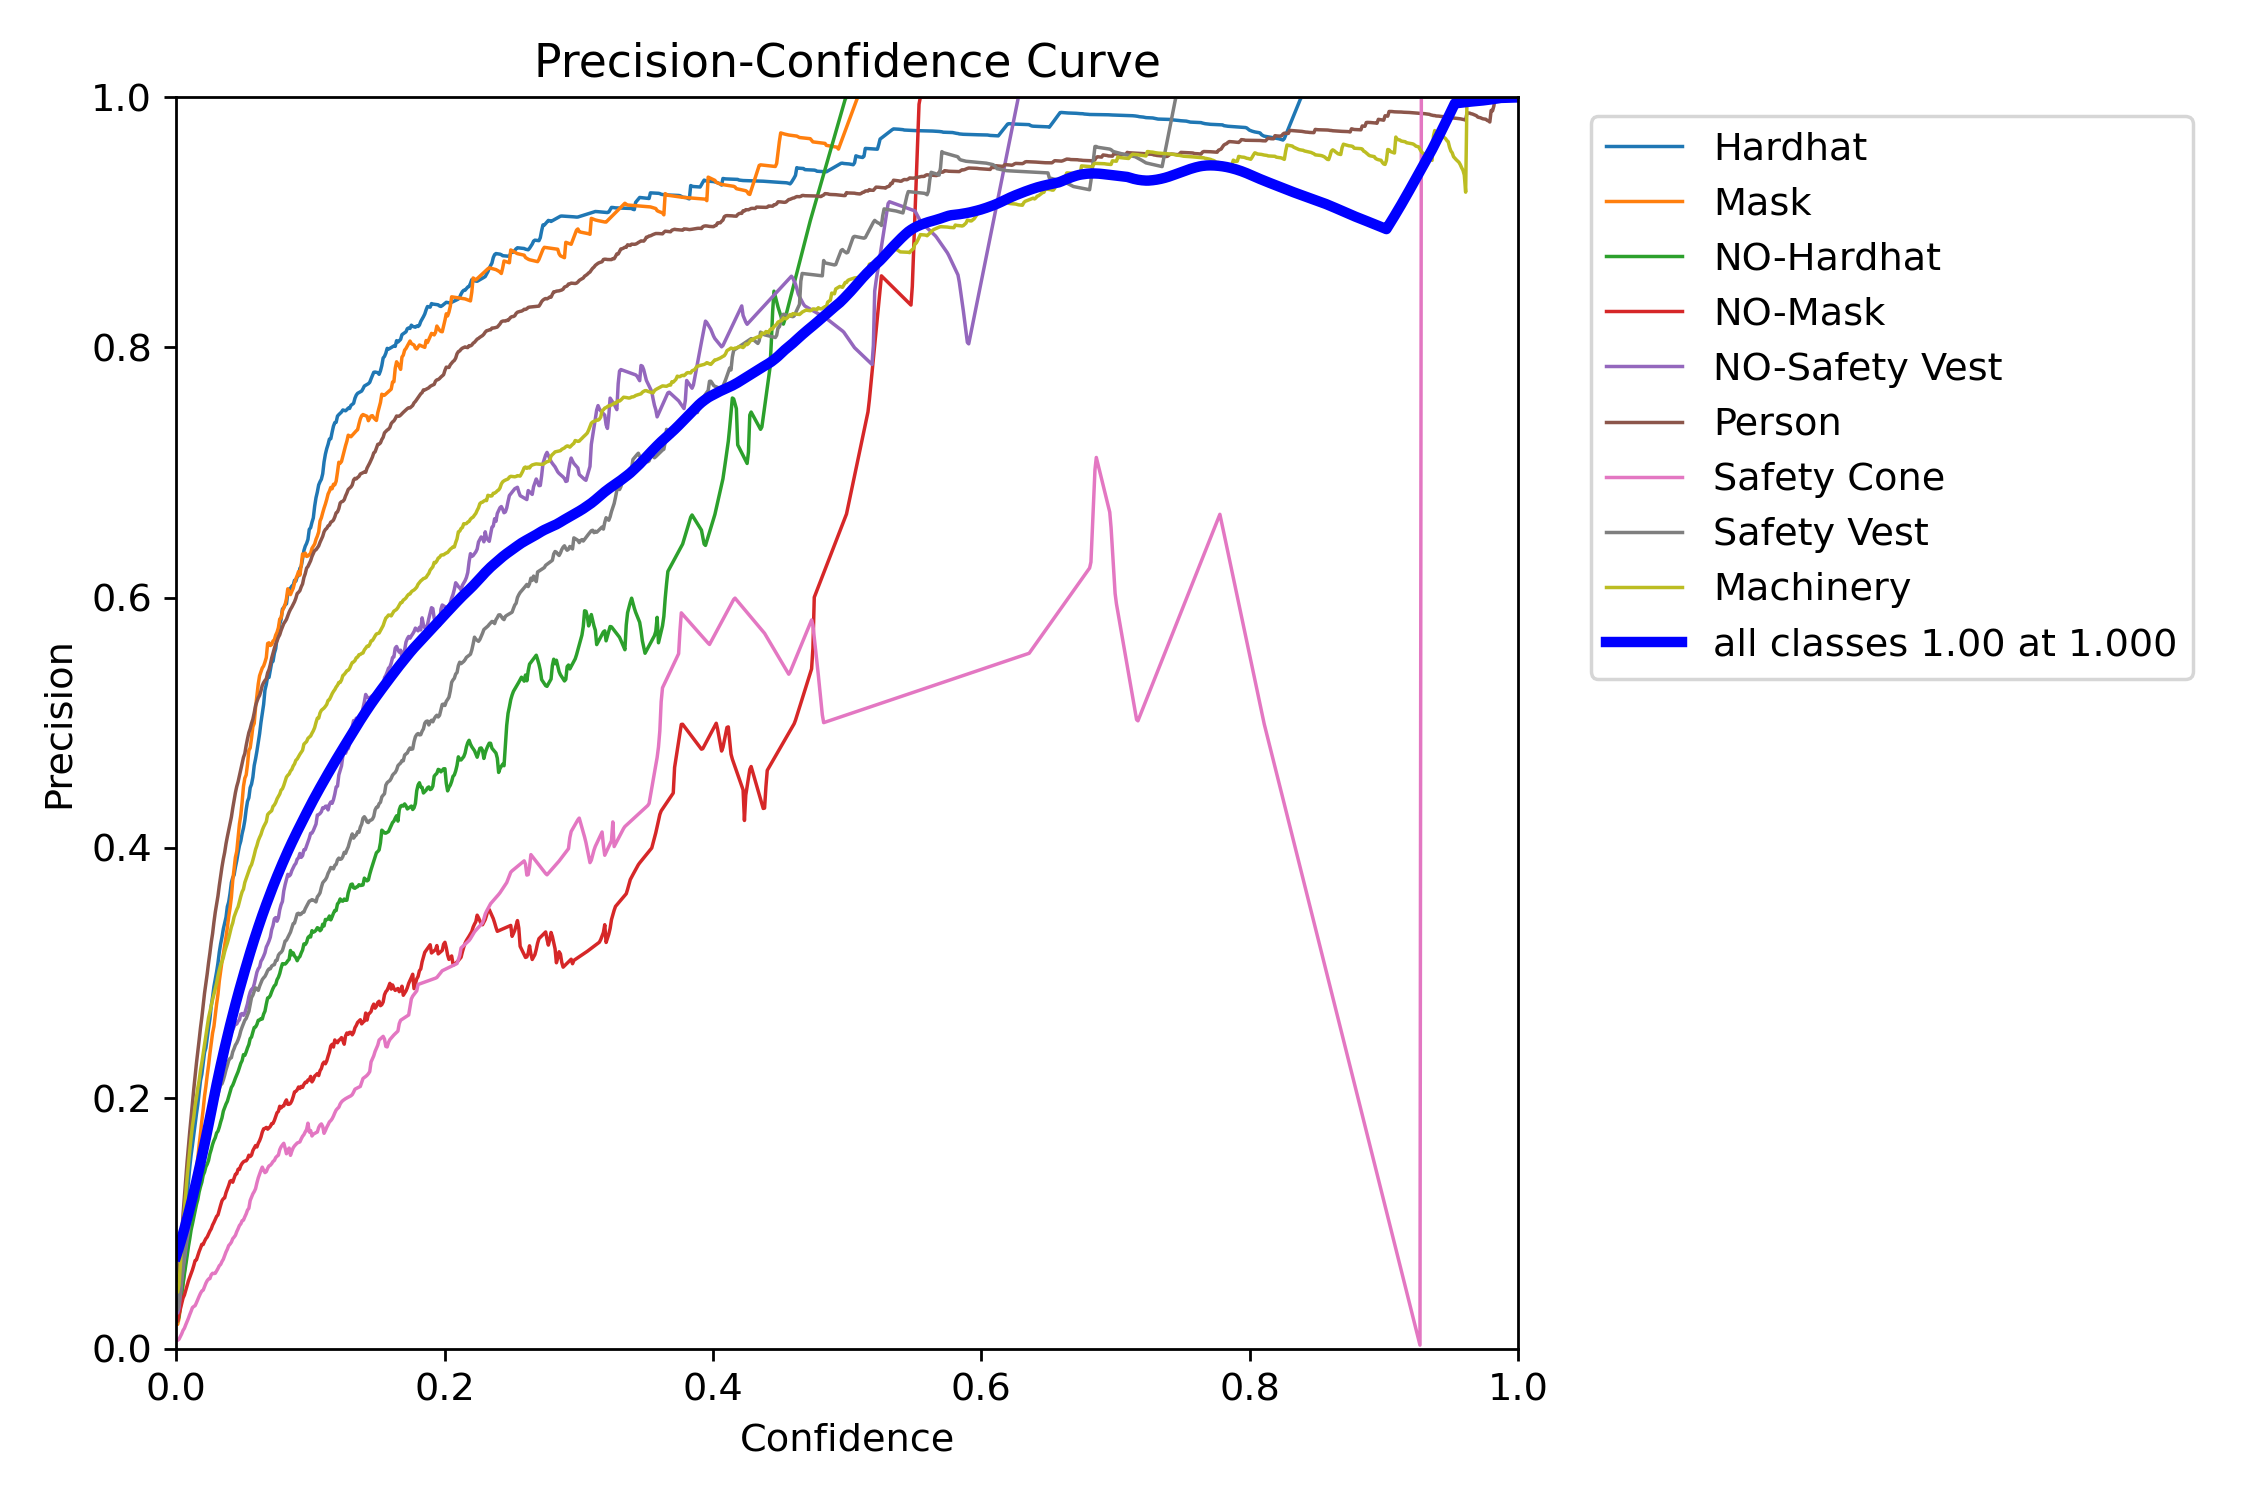 Precision-Confidence Curve
1.0
0.8
0.6
0.4
0.2
0.0
Precision
0.0 0.2 0.4 0.6 0.8 1.0
Confidence
Hardhat
Mask
NO-Hardhat
NO-Mask
NO-Safety Vest
Person
Safety Cone
Safety Vest
Machinery
all classes 1.00 at 1.000